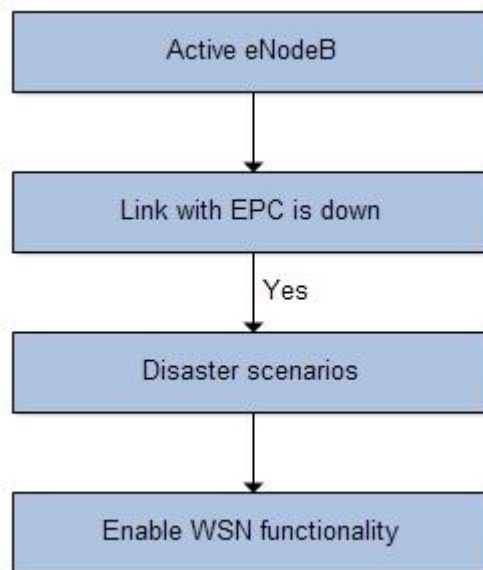 Active eNodeB
Link with EPC is down
Yes
Disaster scenarios
Enable WSN functionality